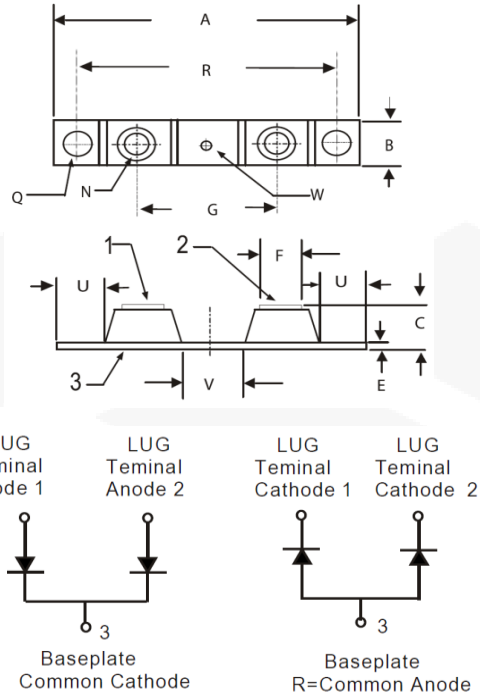 A
R
B
Q
N
G
W
1
2
F
U
U
C
3
V
E
LUG
LUG
LUG
Teminal
Teminal
Teminal
Anode 2
Cathode 1
Cathode 2
3
3
Baseplate
Common Cathode
Baseplate
R=Common Anode